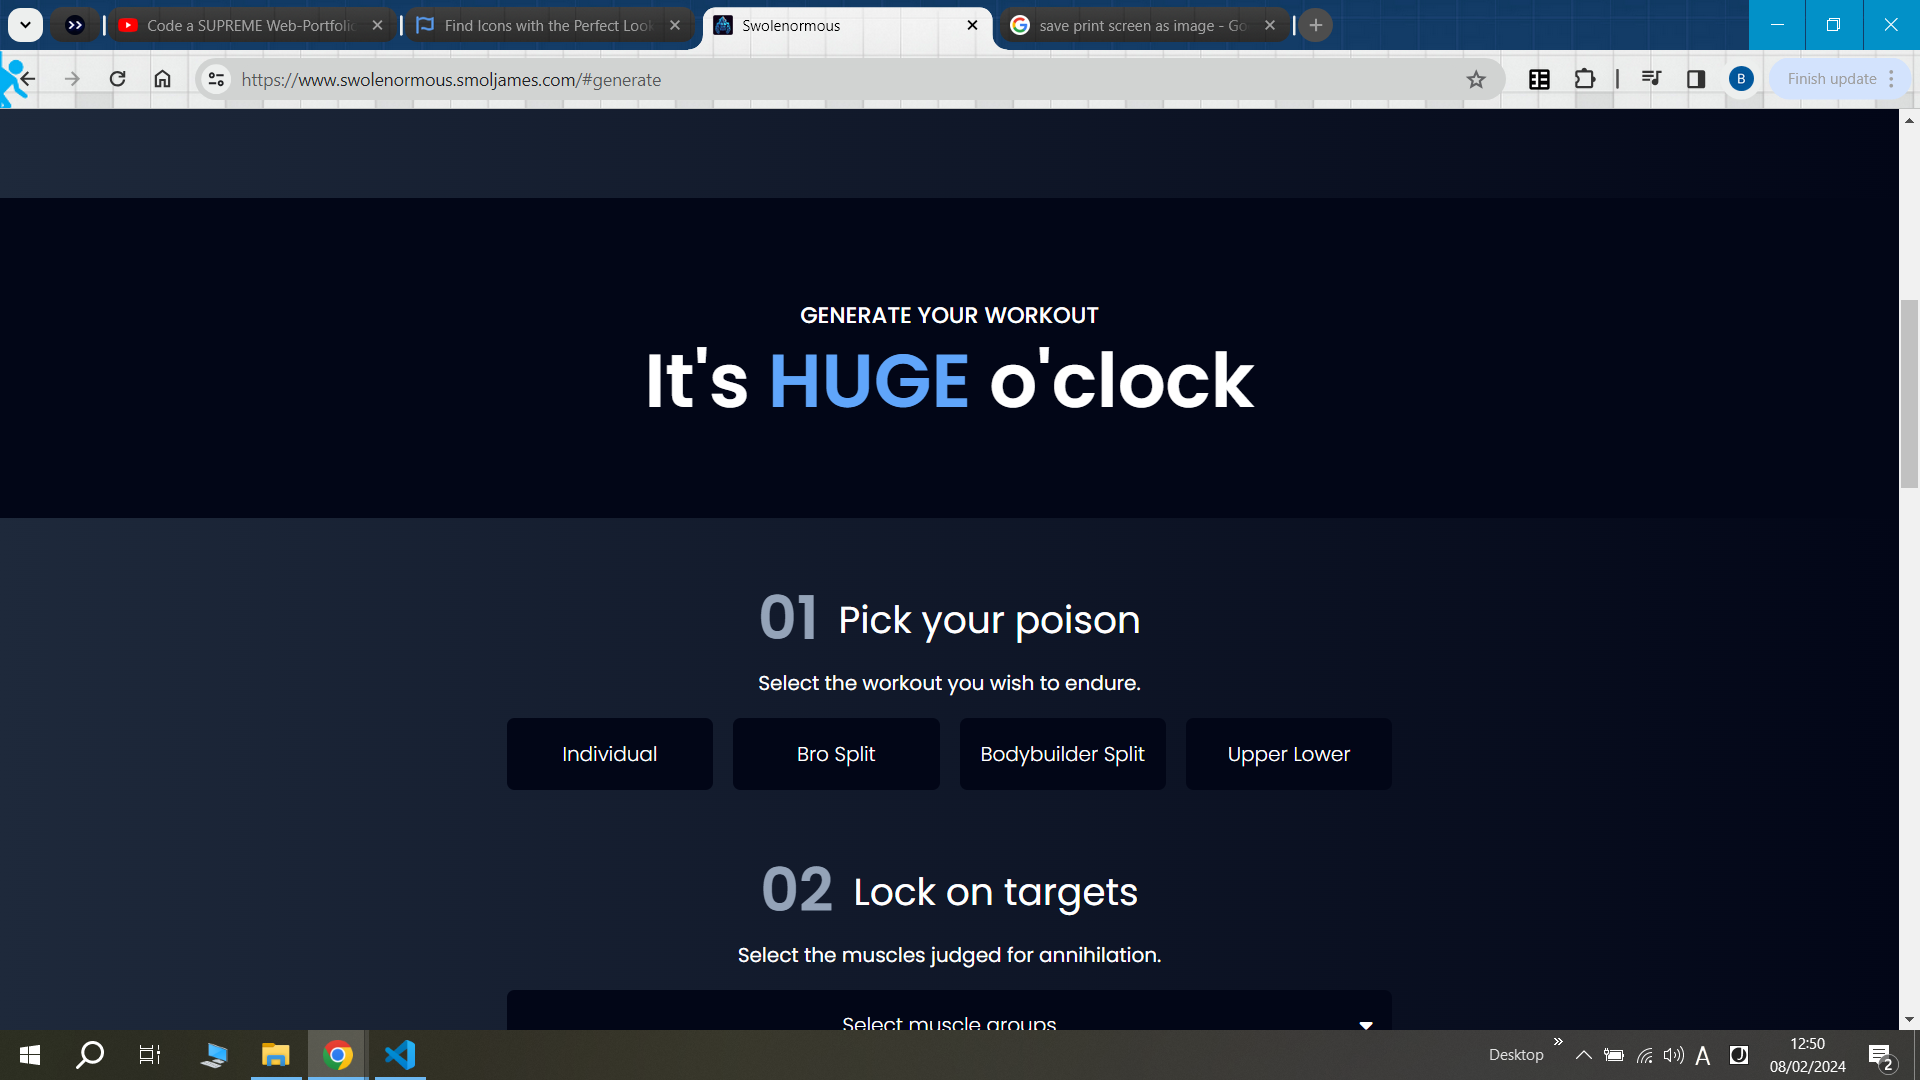 Code a SUPREME Web-Portfolio
Find Icons with the Perfect Look
Swolenormous
save print screen as image - Go
https://www.swolenormous.smoljames.com/#generate
B
Finish update
GENERATE YOUR WORKOUT
It's HUGE o'clock
01 Pick your poison
Select the workout you wish to endure.
Individual
Bro Split
Bodybuilder Split
Upper Lower
02 Lock on targets
Select the muscles judged for annihilation.
Select muscle groups
Desktop
A
12:50
08/02/2024
2